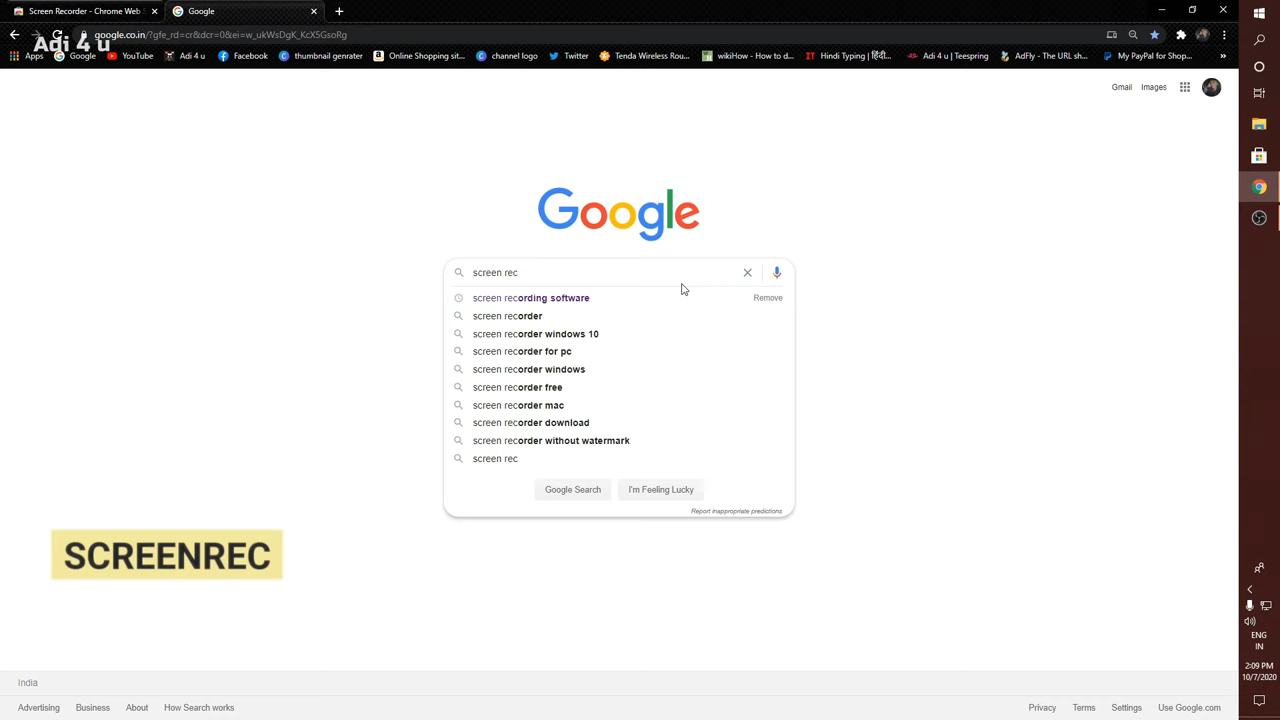 Screen Recorder - Chrome Web S
Google
google.co.in/?gfe_rd=cr&dcr=0&ei=w_ukWsDgK_KcX5GsoRg
Adi 4 u
Apps
Google
YouTube
Adi 4 u
Facebook
thumbnail genrater
Online Shopping sit...
channel logo
Twitter
Tenda Wireless Rou...
wikiHow - How to d...
Hindi Typing | हिंदी...
Adi 4 u | Teespring
AdFly - The URL sh...
My PayPal for Shop...
Gmail
Images
Google
screen rec
screen recording software
Remove
screen recorder
screen recorder windows 10
screen recorder for pc
screen recorder windows
screen recorder free
screen recorder mac
screen recorder download
screen recorder without watermark
screen rec
Google Search
I'm Feeling Lucky
Report inappropriate predictions
SCREENREC
ENG
IN
2:09 PM
10/7/2020
India
Advertising
Business
About
How Search works
Privacy
Terms
Settings
Use Google.com